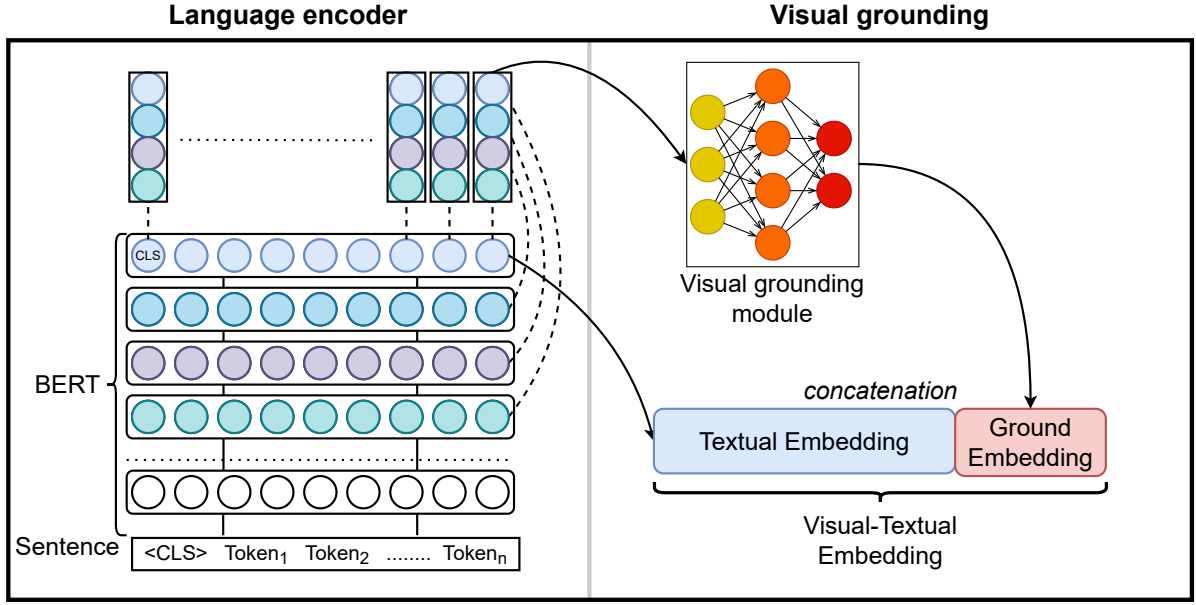 Language encoder
Visual grounding
CLS
BERT
Sentence
<CLS> Token1 Token2 ........ Tokenn
Visual grounding
module
concatenation
Textual Embedding
Ground
Embedding
Visual-Textual
Embedding